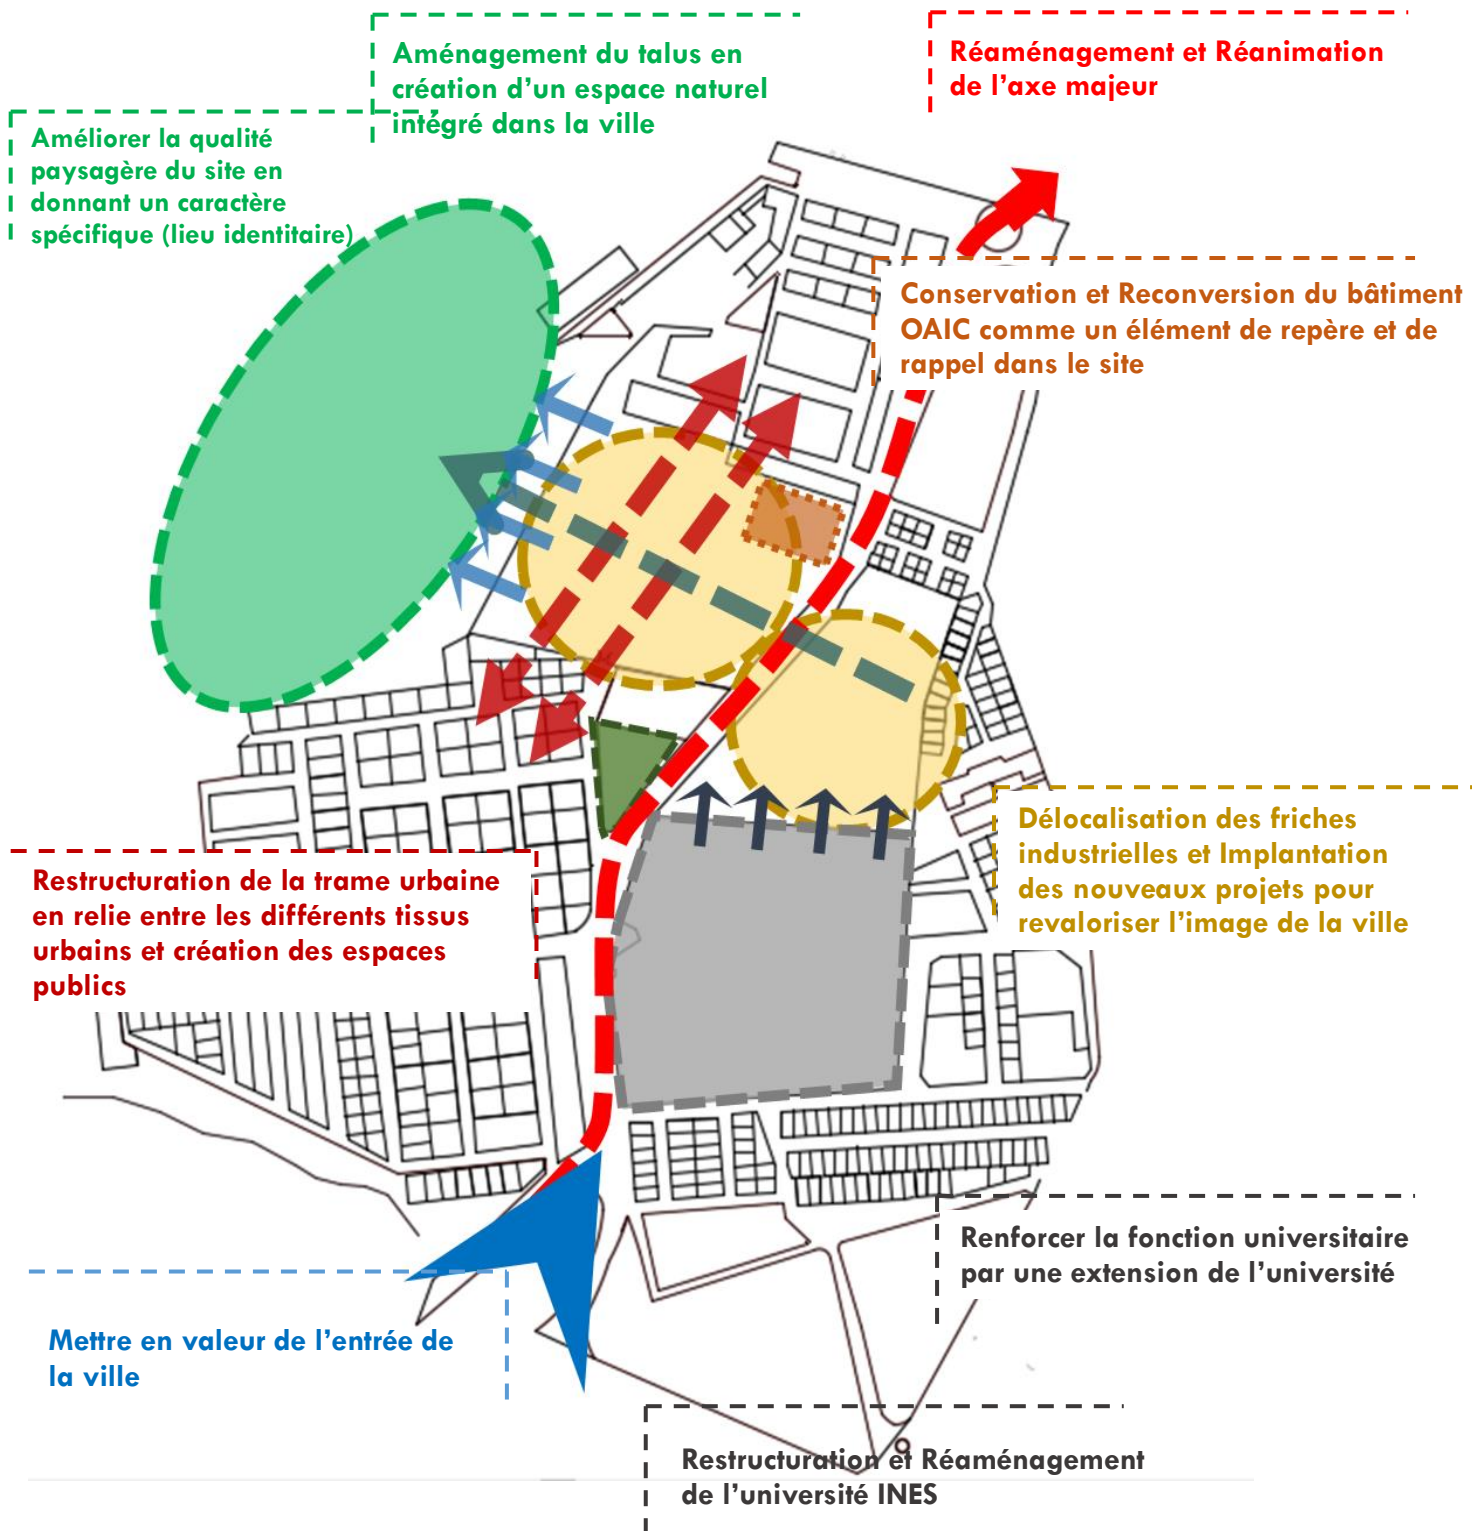 Aménagement du talus en
création d’un espace naturel
intégré dans la ville
Réaménagement et Réanimation
de l’axe majeur
Améliorer la qualité
paysagère du site en
donnant un caractère
spécifique (lieu identitaire)
Conservation et Reconversion du bâtiment
OAIC comme un élément de repère et de
rappel dans le site
Délocalisation des friches
industrielles et Implantation
des nouveaux projets pour
revaloriser l’image de la ville
Restructuration de la trame urbaine
en relie entre les différents tissus
urbains et création des espaces
publics
Renforcer la fonction universitaire
par une extension de l’université
Mettre en valeur de l’entrée de
la ville
Restructuration et Réaménagement
de l’université INES